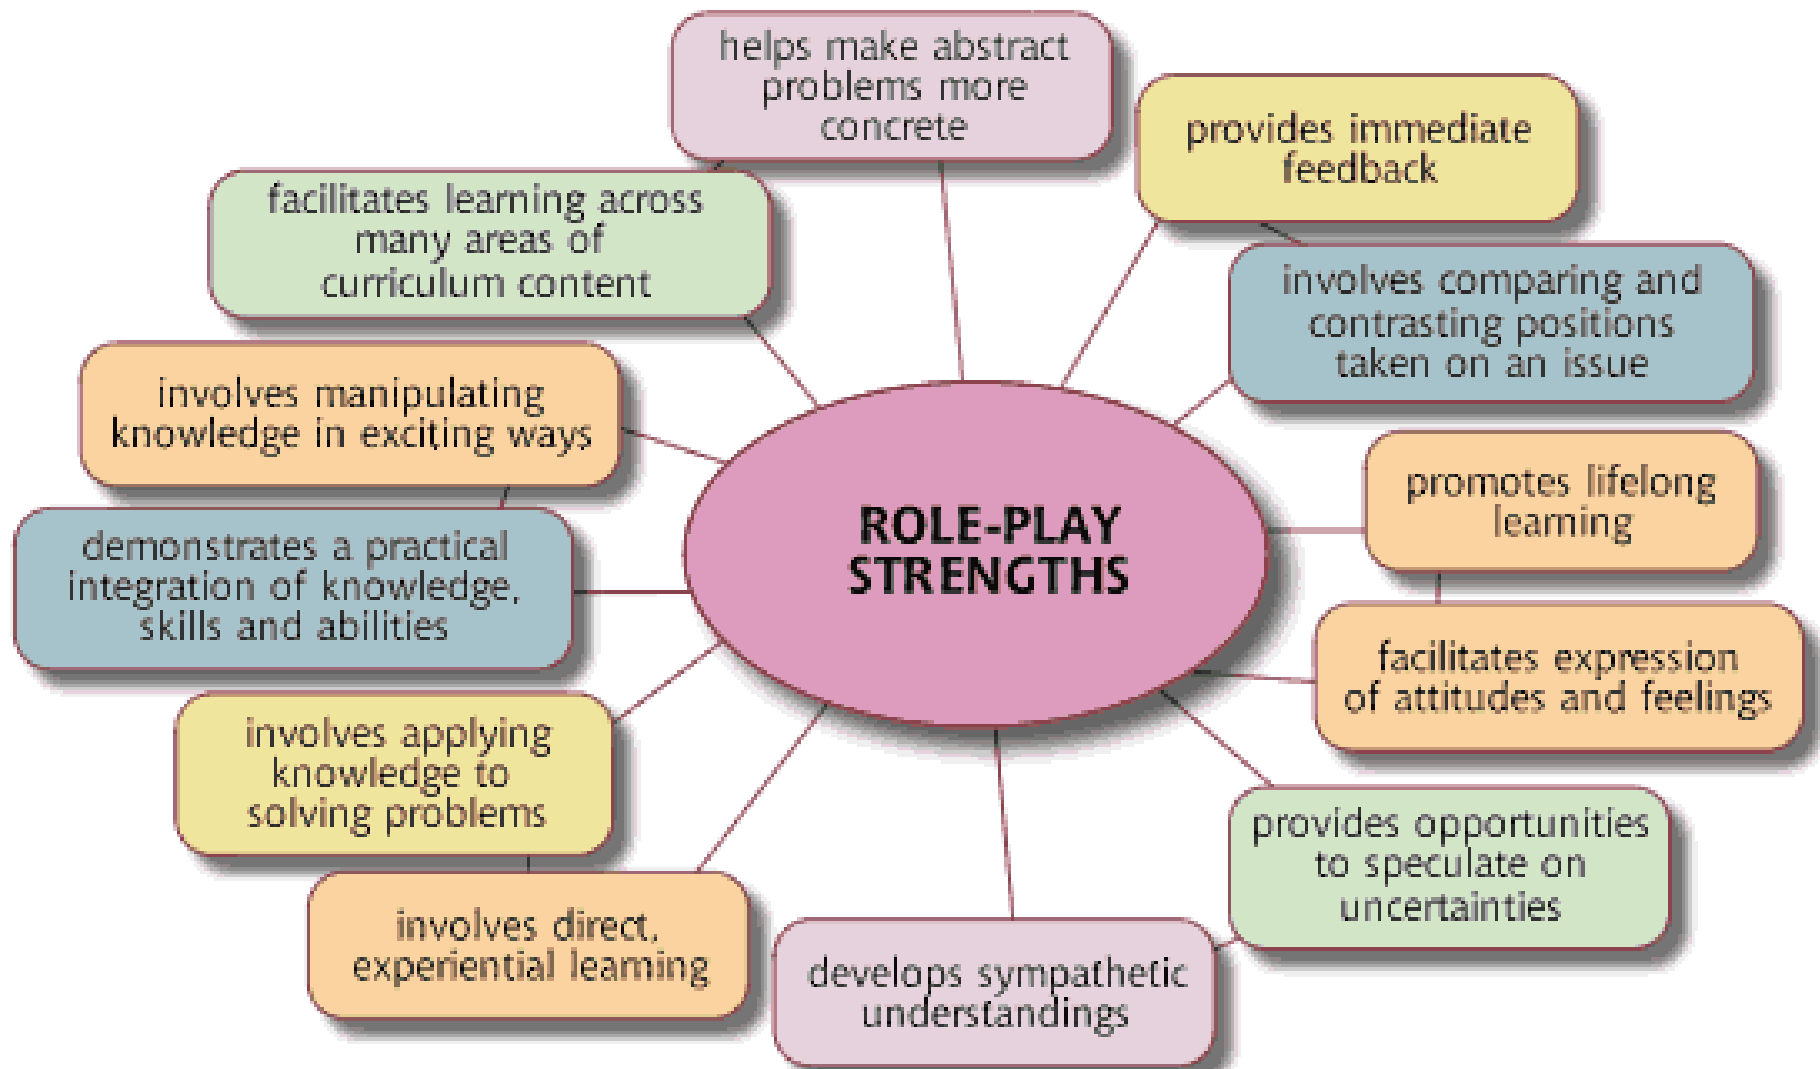 helps make abstract
problems more
concrete
provides immediate
feedback
facilitates learning across
many areas of
curriculum content
involves comparing and
contrasting positions
taken on an issue
involves manipulating
knowledge in exciting ways
promotes lifelong
learning
ROLE-PLAY
STRENGTHS
demonstrates a practical
integration of knowledge,
skills and abilities
facilitates expression
of attitudes and feelings
involves applying
knowledge to
solving problems
provides opportunities
to speculate on
uncertainties
involves direct,
experiential learning
develops sympathetic
understandings